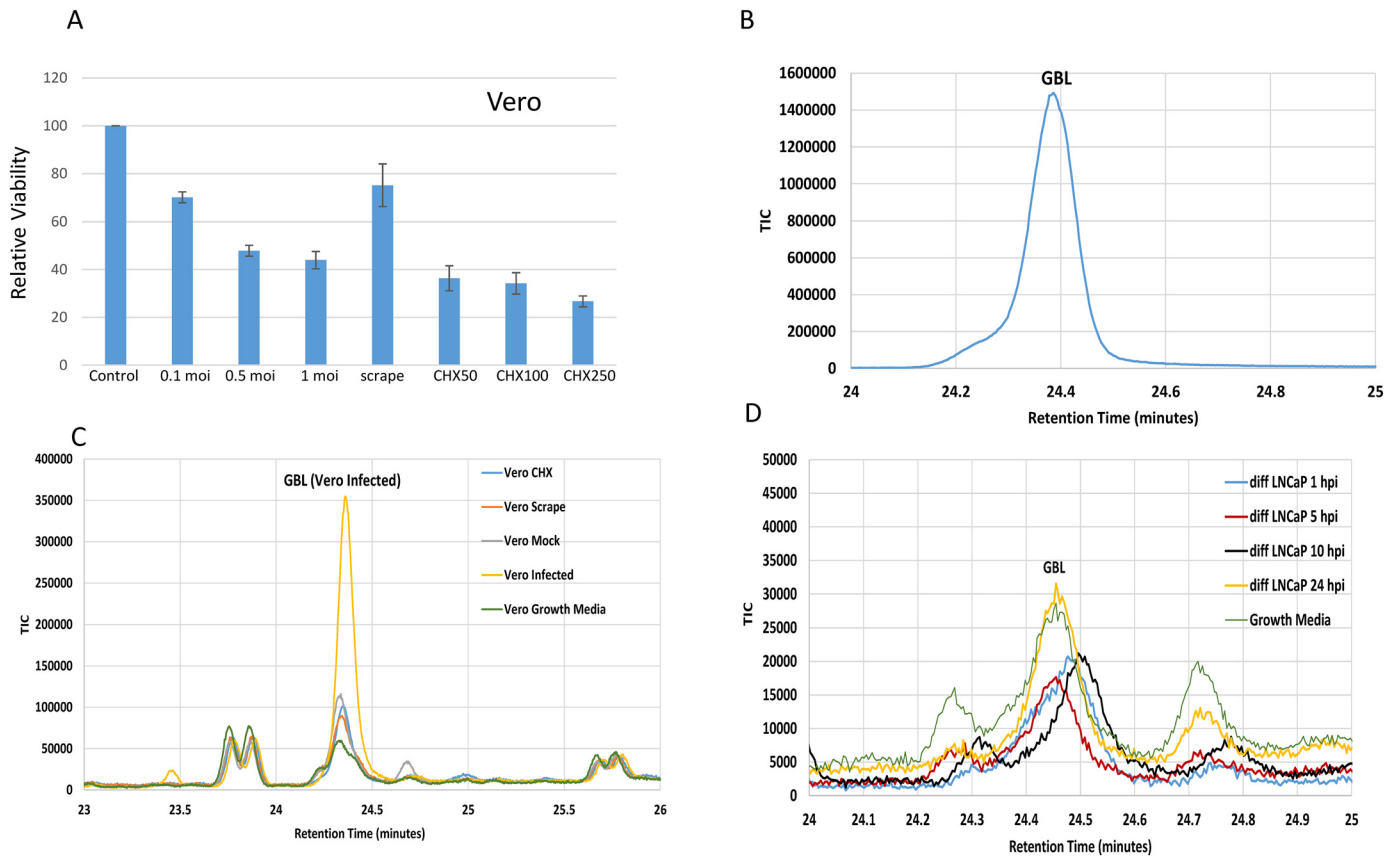 A
Vero
Relative Viability
120
100
80
60
40
20
0
Control 0.1 moi 0.5 moi 1 moi scrape CHX50 CHX100 CHX250
B
GBL
TIC
1600000
1400000
1200000
1000000
800000
600000
400000
200000
0
24 24.2 24.4 24.6 24.8 25
Retention Time (minutes)
C
GBL (Vero Infected)
TIC
400000
350000
300000
250000
200000
150000
100000
50000
0
23 23.5 24 24.5 25 25.5 26
Retention Time (minutes)
Vero CHX
Vero Scrape
Vero Mock
Vero Infected
Vero Growth Media
D
GBL
TIC
50000
45000
40000
35000
30000
25000
20000
15000
10000
5000
0
24 24.1 24.2 24.3 24.4 24.5 24.6 24.7 24.8 24.9 25
Retention Time (minutes)
diff LNCaP 1 hpi
diff LNCaP 5 hpi
diff LNCaP 10 hpi
diff LNCaP 24 hpi
Growth Media